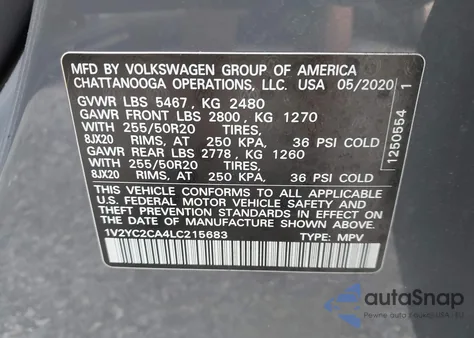 MFD BY VOLKSWAGEN GROUP OF AMERICA
CHATTANOOGA OPERATIONS, LLC. USA 05/2020
GVWR LBS 5467, KG 2480
GAWR FRONT LBS 2800, KG 1270
WITH 255/50R20 TIRES,
8JX20 RIMS, AT 250 KPA, 36 PSI COLD
GAWR REAR LBS 2778, KG 1260
WITH 255/50R20 TIRES,
8JX20 RIMS, AT 250 KPA, 36 PSI COLD
THIS VEHICLE CONFORMS TO ALL APPLICABLE
U.S. FEDERAL MOTOR VEHICLE SAFETY AND
THEFT PREVENTION STANDARDS IN EFFECT ON THE
DATE OF MANUFACTURE SHOWN ABOVE.
1V2YC2CA4LC215683 TYPE: MPV
1250554 1
autoSnap
Pewne auto z USA i EU